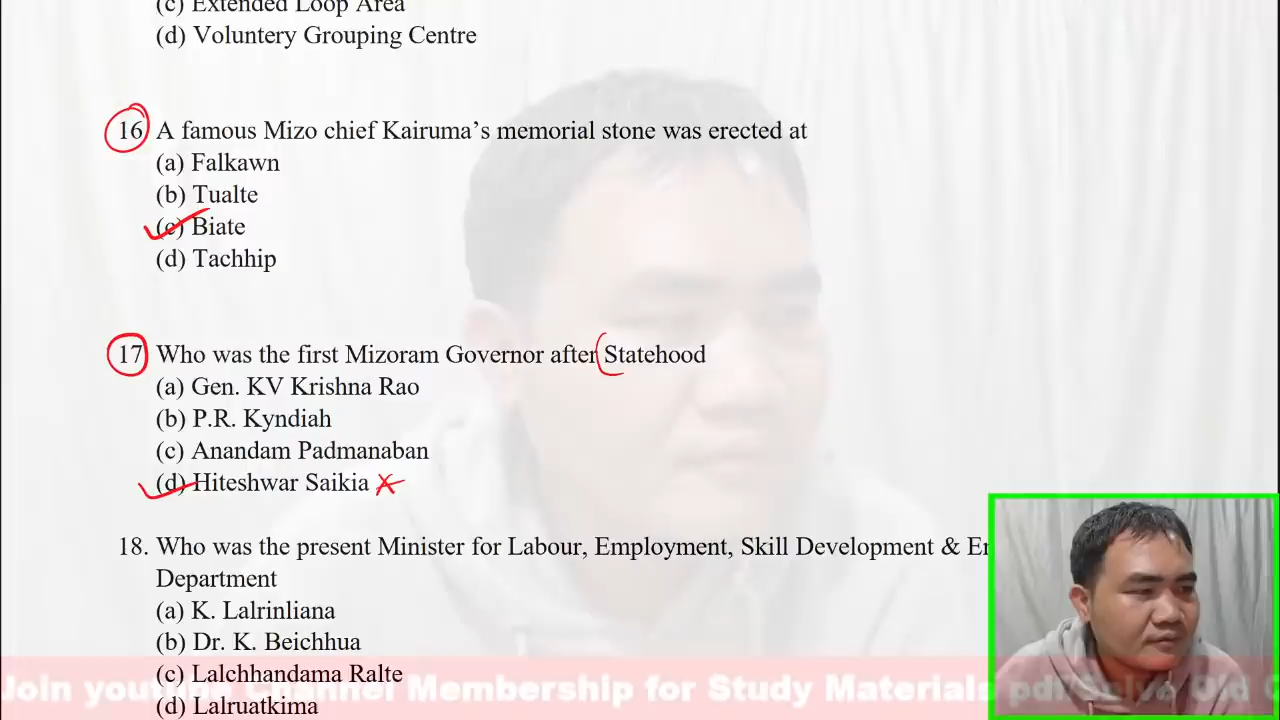 (c) Extended Loop Area
(d) Voluntery Grouping Centre
16 A famous Mizo chief Kairuma's memorial stone was erected at
(a) Falkawn
(b) Tualte
(c) Biate
(d) Tachhip
17 Who was the first Mizoram Governor after Statehood
(a) Gen. KV Krishna Rao
(b) P.R. Kyndiah
(c) Anandam Padmanaban
(d) Hiteshwar Saikia
18. Who was the present Minister for Labour, Employment, Skill Development &
Department
(a) K. Lalrinliana
(b) Dr. K. Beichhua
(c) Lalchhandama Ralte
(d) Lalruatkima
Join youtube Channel Membership for Study Materials pdf/Solve Old